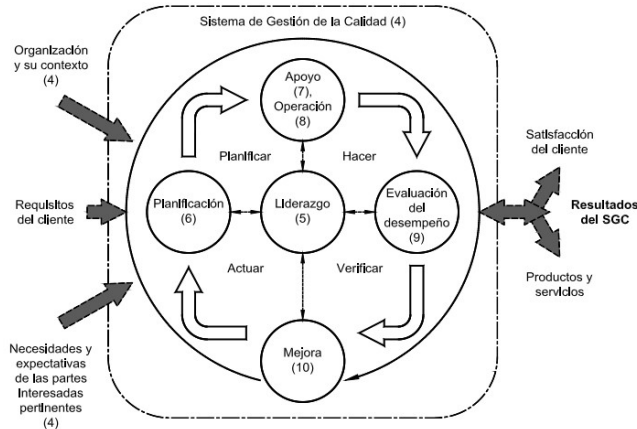 Sistema de Gestión de la Calidad (4)
Organización
y su contexto
(4)
Apoyo
(7),
Operación
(8)
Planificar
Hacer
Satisfacción
del cliente
Requisitos
del cliente
Planificación
(6)
Liderazgo
(5)
Evaluación
del
desempeño
(9)
Resultados
del SGC
Actuar
Verificar
Productos y
servicios
Mejora
(10)
Necesidades y
expectativas
de las partes
interesadas
pertinentes
(4)